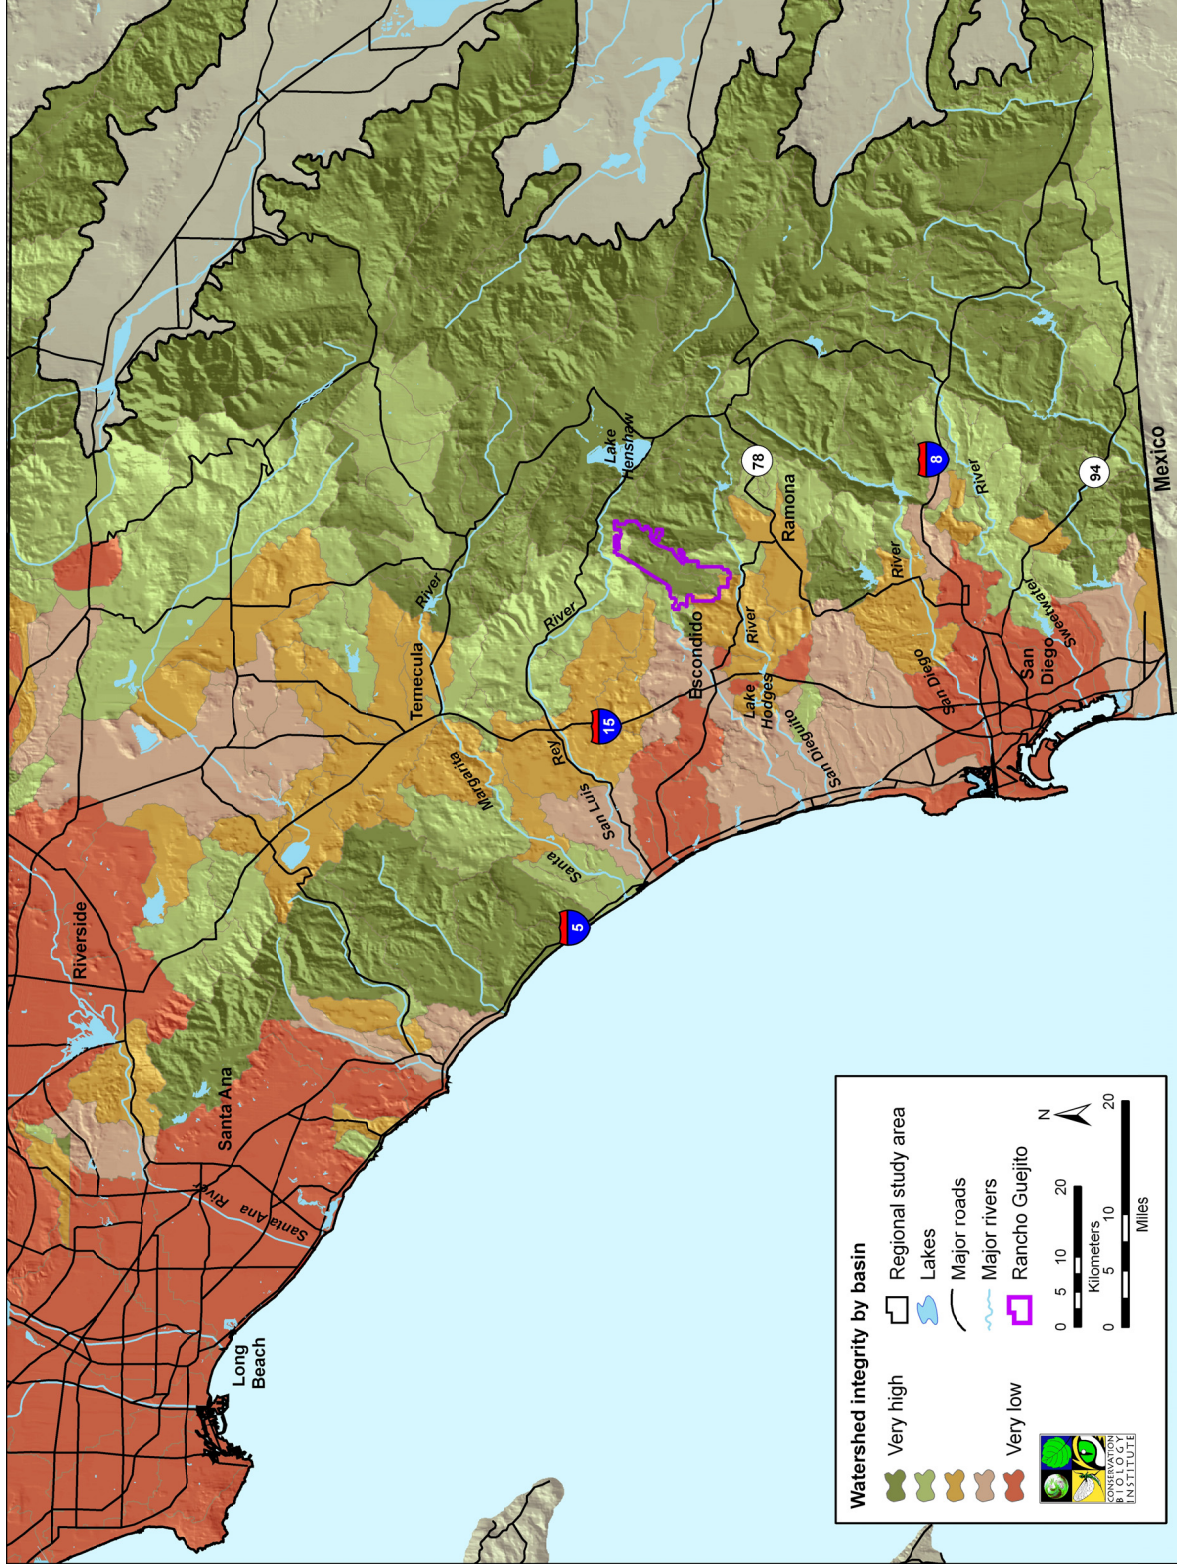 Riverside
Santa Ana
Santa Ana
River
Long
Beach
Temecula
River
Margarita
Santa
River
Rey
San Luis
15
5
Lake
Henshaw
Escondido
Lake
Hodges
River
San Dieguito
78
Ramona
River
San Diego
8
River
Sweetwater
San
Diego
94
Mexico
Watershed integrity by basin
Very high
Very low
Regional study area
Lakes
Major roads
Major rivers
Rancho Guejito
N
0 5 10 20
Kilometers
0 5 10 20
Miles
CONSERVATION
BIOLOGY
INSTITUTE